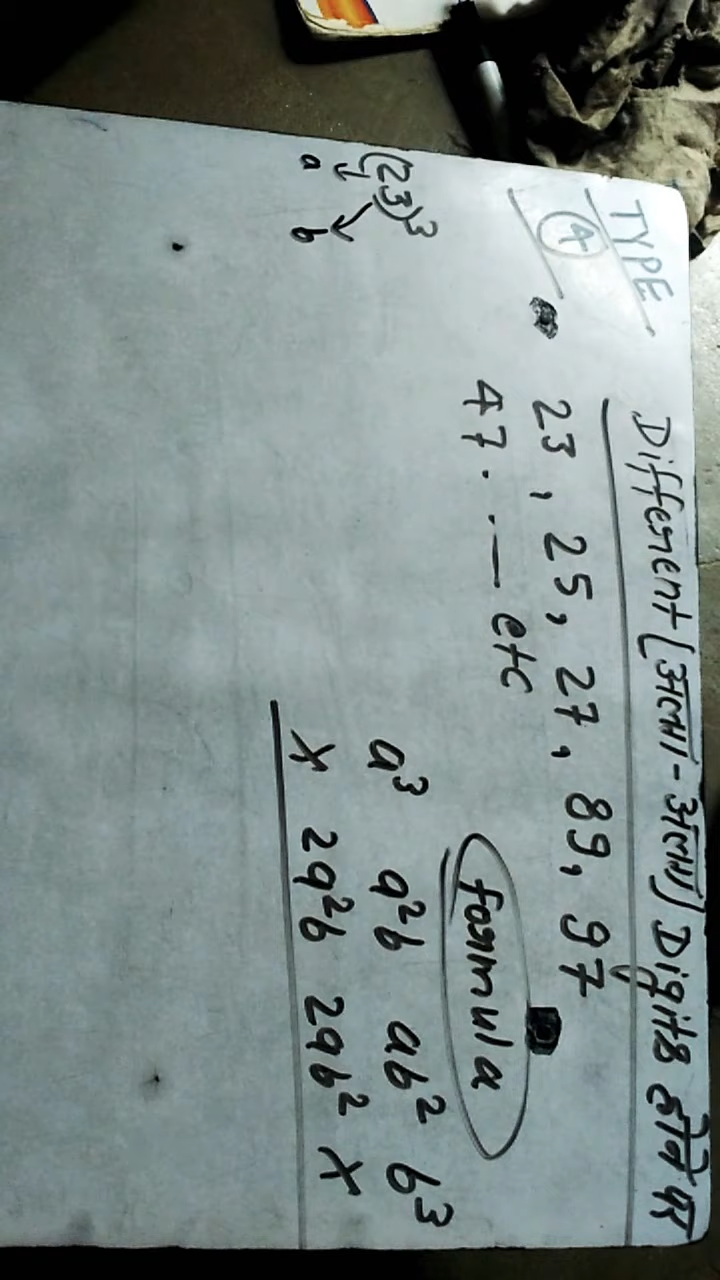 TYPE
4
Different (अलग-अलग) Digits होने पर
23, 25, 27, 89, 97
47..— etc
formula
(23)³
a b
a³ a²b ab² b³
x 2a²b 2ab² x